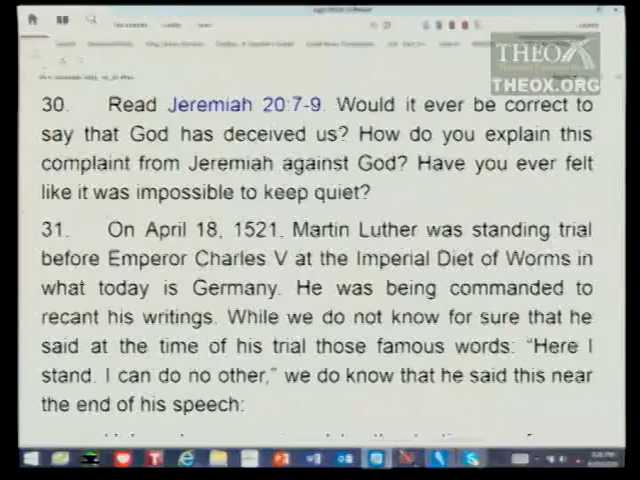 THEOX
THEOX.ORG
30. Read Jeremiah 20:7-9. Would it ever be correct to
say that God has deceived us? How do you explain this
complaint from Jeremiah against God? Have you ever felt
like it was impossible to keep quiet?
31. On April 18, 1521, Martin Luther was standing trial
before Emperor Charles V at the Imperial Diet of Worms in
what today is Germany. He was being commanded to
recant his writings. While we do not know for sure that he
said at the time of his trial those famous words: “Here I
stand. I can do no other,” we do know that he said this near
the end of his speech: